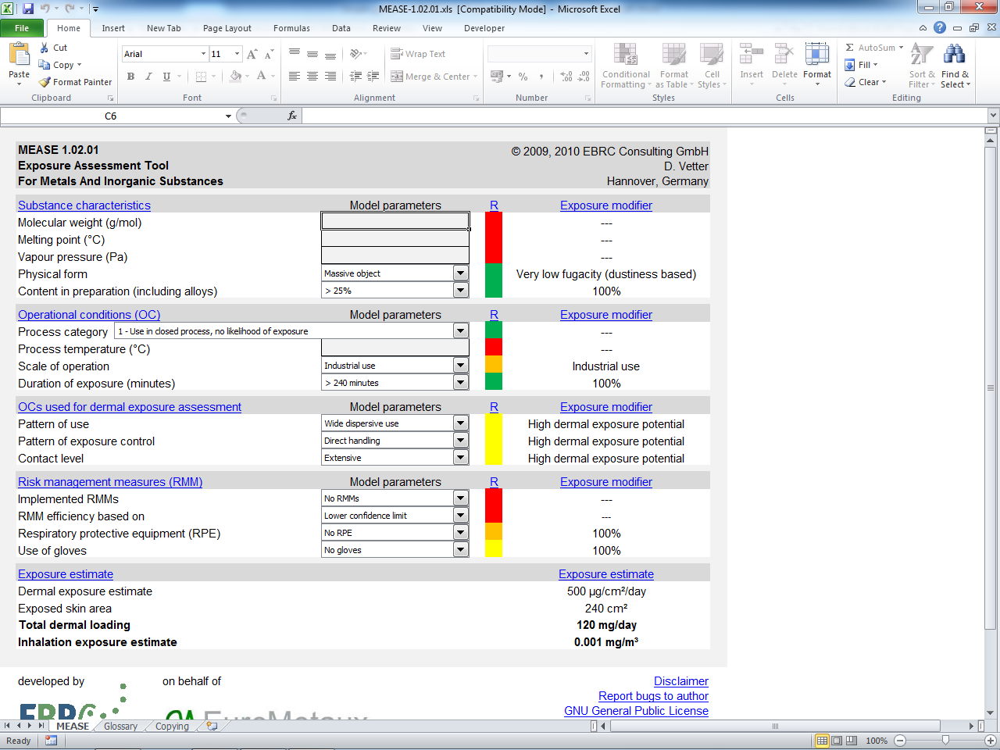 MEASE-1.02.01.xls [Compatibility Mode] - Microsoft Excel
File Home Insert New Tab Page Layout Formulas Data Review View Developer
Paste
Cut
Copy
Format Painter
Clipboard
Arial 11
B I U A
Font
Wrap Text
Merge & Center
Alignment
% ,
Number
Conditional Formatting
Format as Table
Cell Styles
Styles
Insert Delete Format
Cells
Σ AutoSum
Fill
Clear
Sort & Filter
Find & Select
Editing
C6 fx
MEASE 1.02.01 © 2009, 2010 EBRC Consulting GmbH
Exposure Assessment Tool D. Vetter
For Metals And Inorganic Substances Hannover, Germany
Substance characteristics Model parameters R Exposure modifier
Molecular weight (g/mol) ---
Melting point (°C) ---
Vapour pressure (Pa) ---
Physical form Massive object Very low fugacity (dustiness based)
Content in preparation (including alloys) > 25% 100%
Operational conditions (OC) Model parameters R Exposure modifier
Process category 1 - Use in closed process, no likelihood of exposure ---
Process temperature (°C) ---
Scale of operation Industrial use Industrial use
Duration of exposure (minutes) > 240 minutes 100%
OCs used for dermal exposure assessment Model parameters R Exposure modifier
Pattern of use Wide dispersive use High dermal exposure potential
Pattern of exposure control Direct handling High dermal exposure potential
Contact level Extensive High dermal exposure potential
Risk management measures (RMM) Model parameters R Exposure modifier
Implemented RMMs No RMMs ---
RMM efficiency based on Lower confidence limit ---
Respiratory protective equipment (RPE) No RPE 100%
Use of gloves No gloves 100%
Exposure estimate Exposure estimate
Dermal exposure estimate 500 µg/cm²/day
Exposed skin area 240 cm²
Total dermal loading 120 mg/day
Inhalation exposure estimate 0.001 mg/m³
developed by on behalf of Disclaimer
Report bugs to author
EBRC EuroMetaux GNU General Public License
MEASE Glossary Copying
Ready 100%